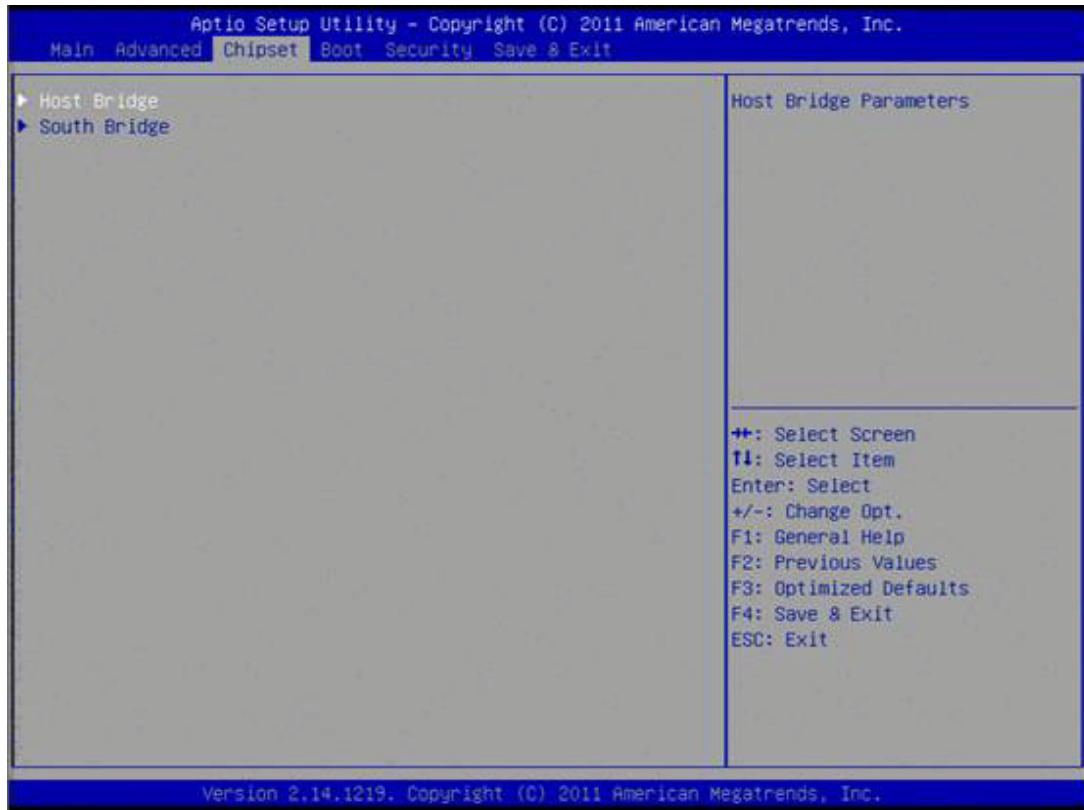 Aptio Setup Utility - Copyright (C) 2011 American Megatrends, Inc.
Main Advanced Chipset Boot Security Save & Exit
▶ Host Bridge
▶ South Bridge
Host Bridge Parameters
→←: Select Screen
↑↓: Select Item
Enter: Select
+/-: Change Opt.
F1: General Help
F2: Previous Values
F3: Optimized Defaults
F4: Save & Exit
ESC: Exit
Version 2.14.1219. Copyright (C) 2011 American Megatrends, Inc.